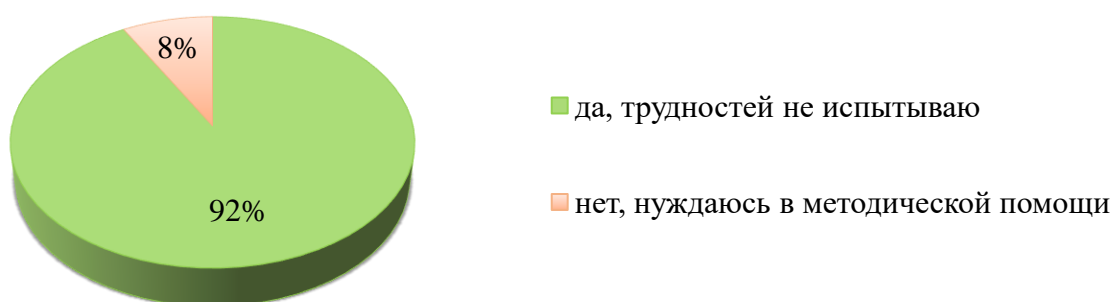 8%
92%
да, трудностей не испытываю
нет, нуждаюсь в методической помощи